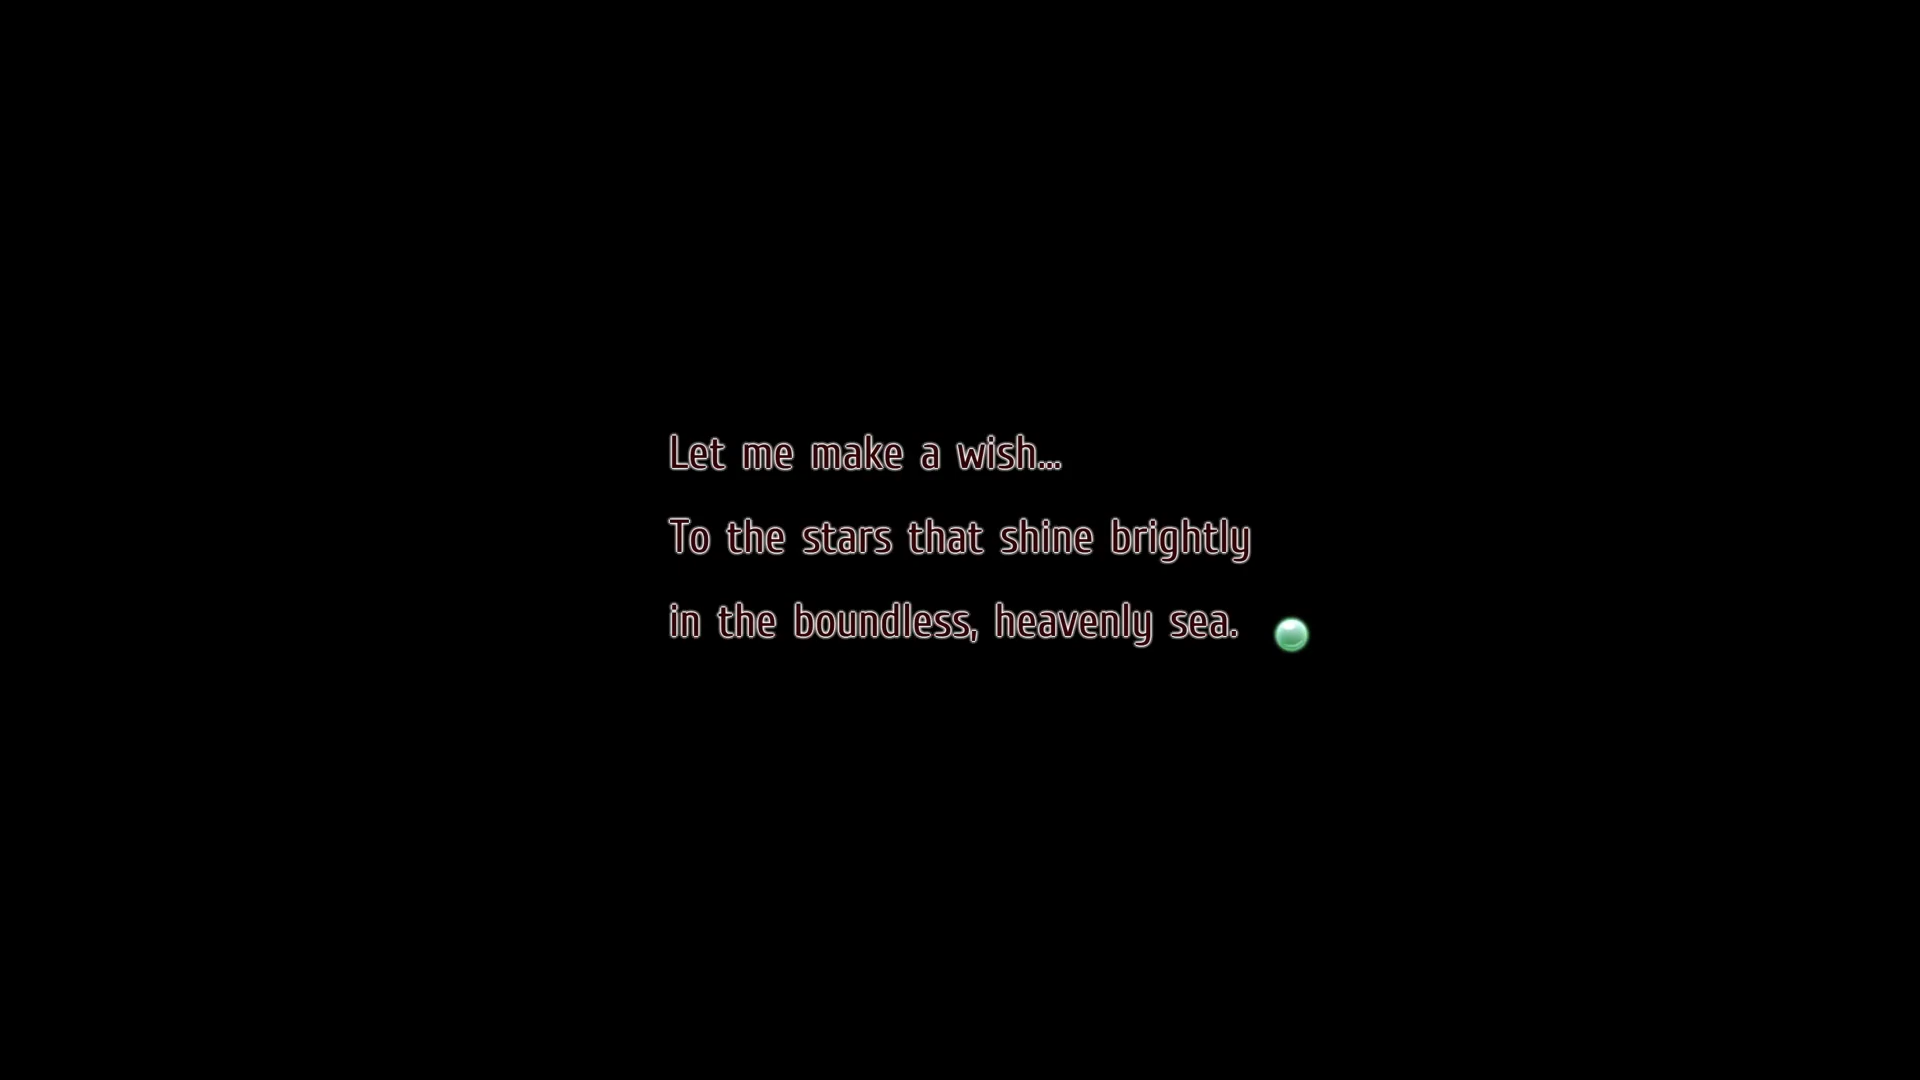 Let me make a wish...
To the stars that shine brightly
in the boundless, heavenly sea.